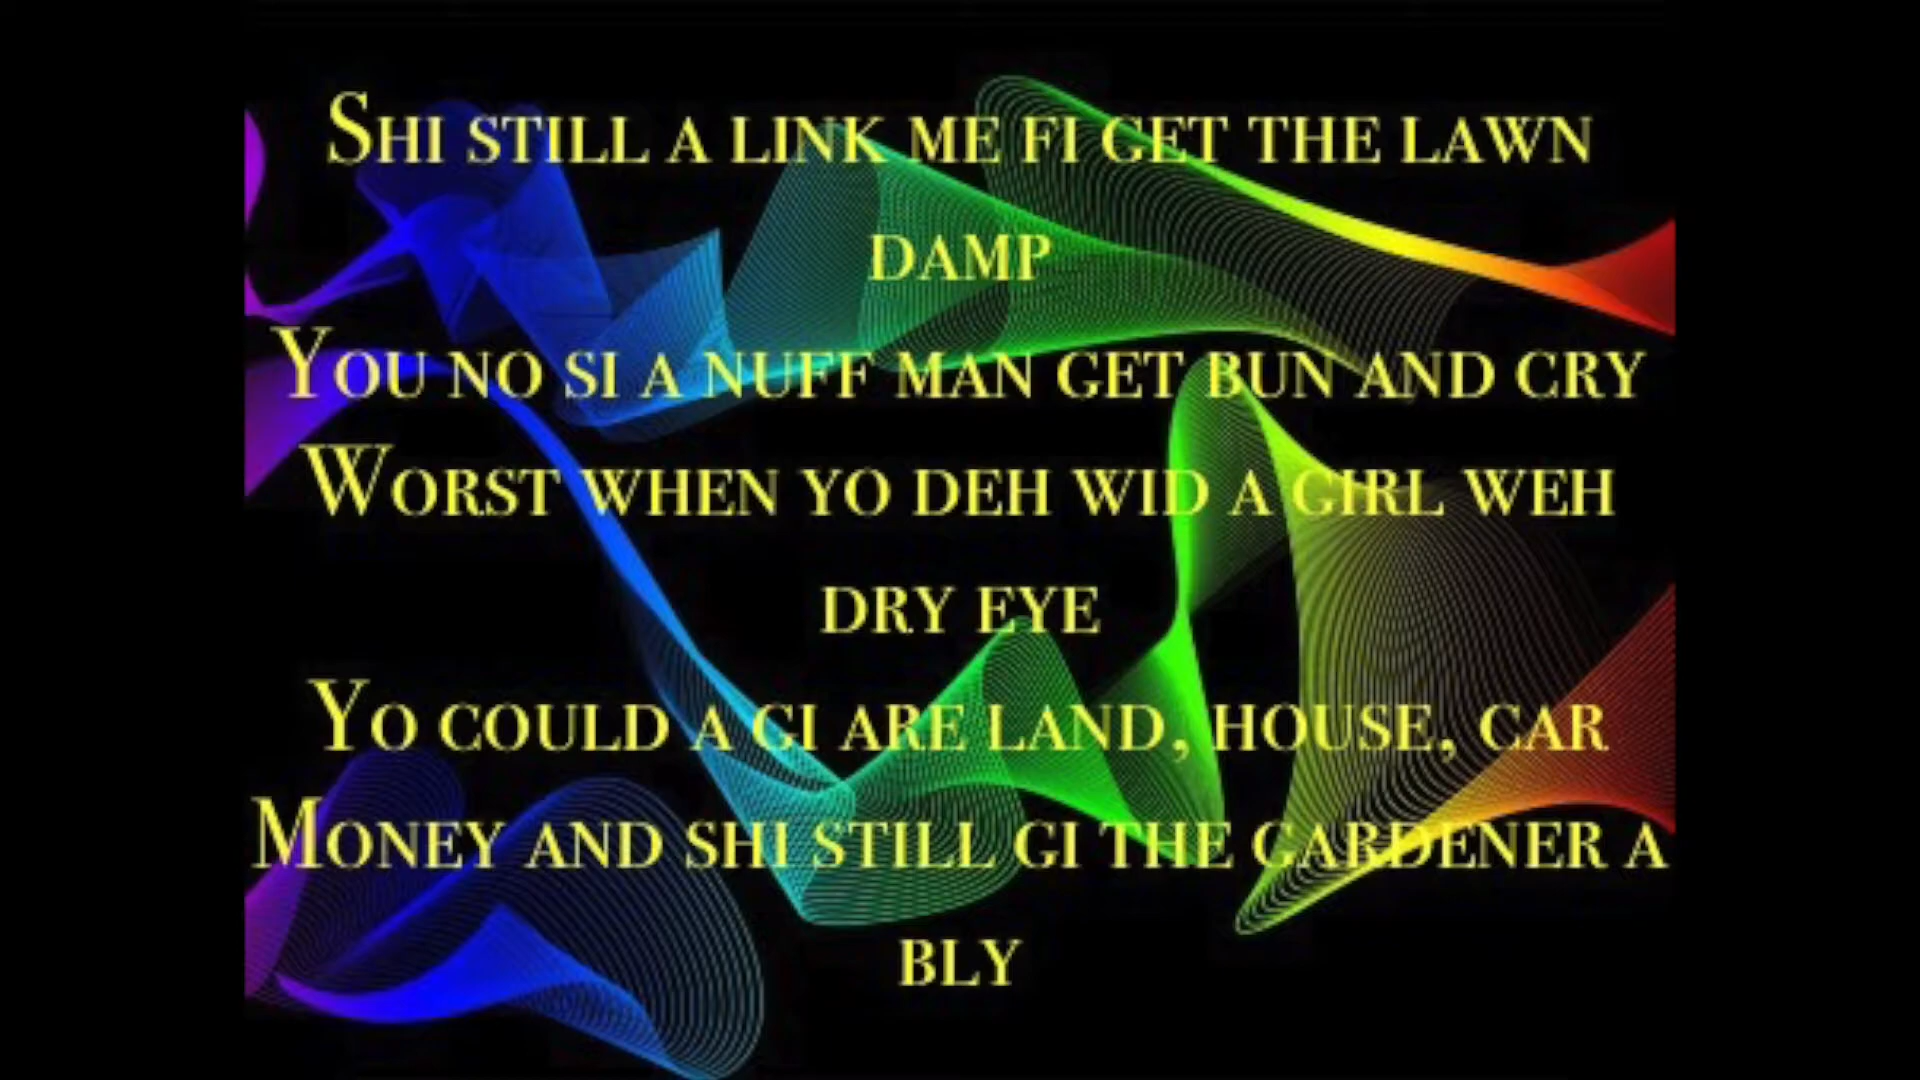 Shi still a link me fi get the lawn
damp
You no si a nuff man get bun and cry
Worst when yo deh wid a girl weh
dry eye
Yo could a gi are land, house, car
Money and shi still gi the gardener a
bly